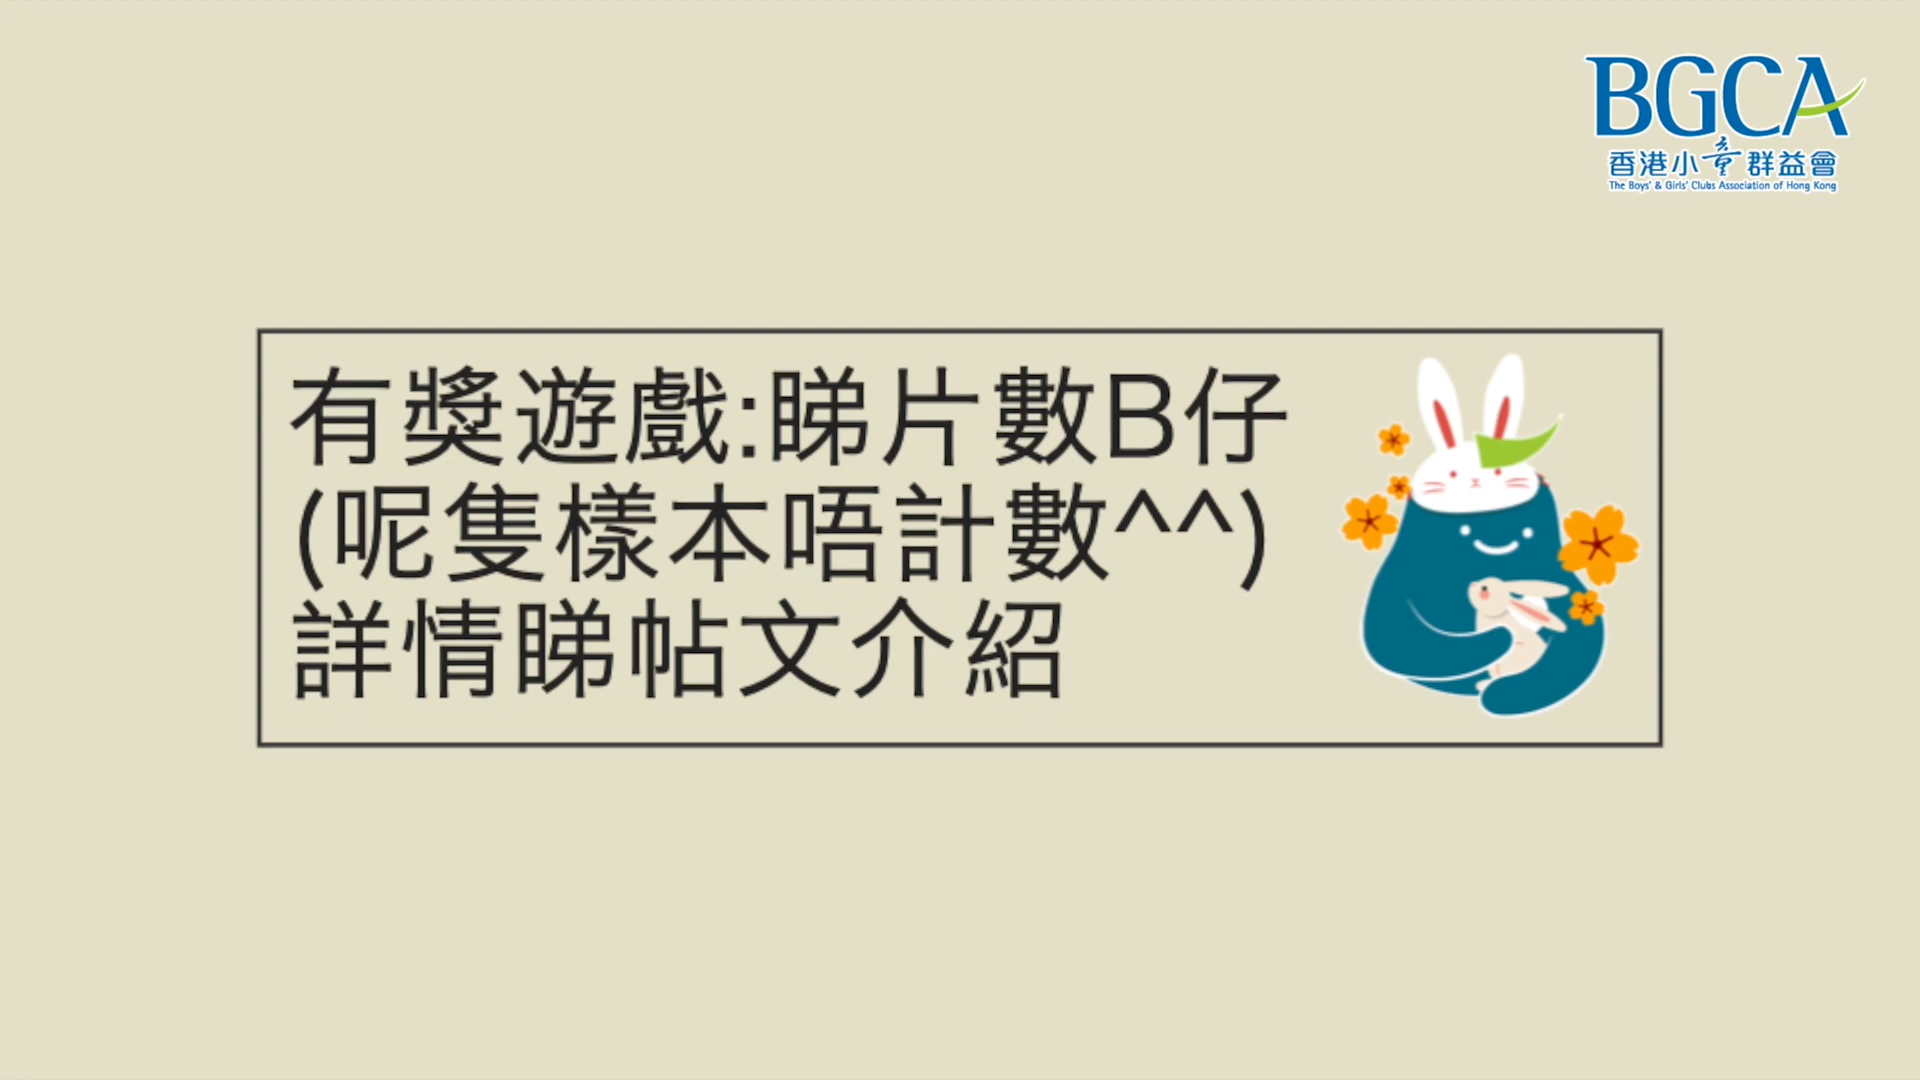 BGCA
香港小童群益會
The Boys' & Girls' Clubs Association of Hong Kong
有獎遊戲:睇片數B仔
(呢隻樣本唔計數^^)
詳情睇帖文介紹